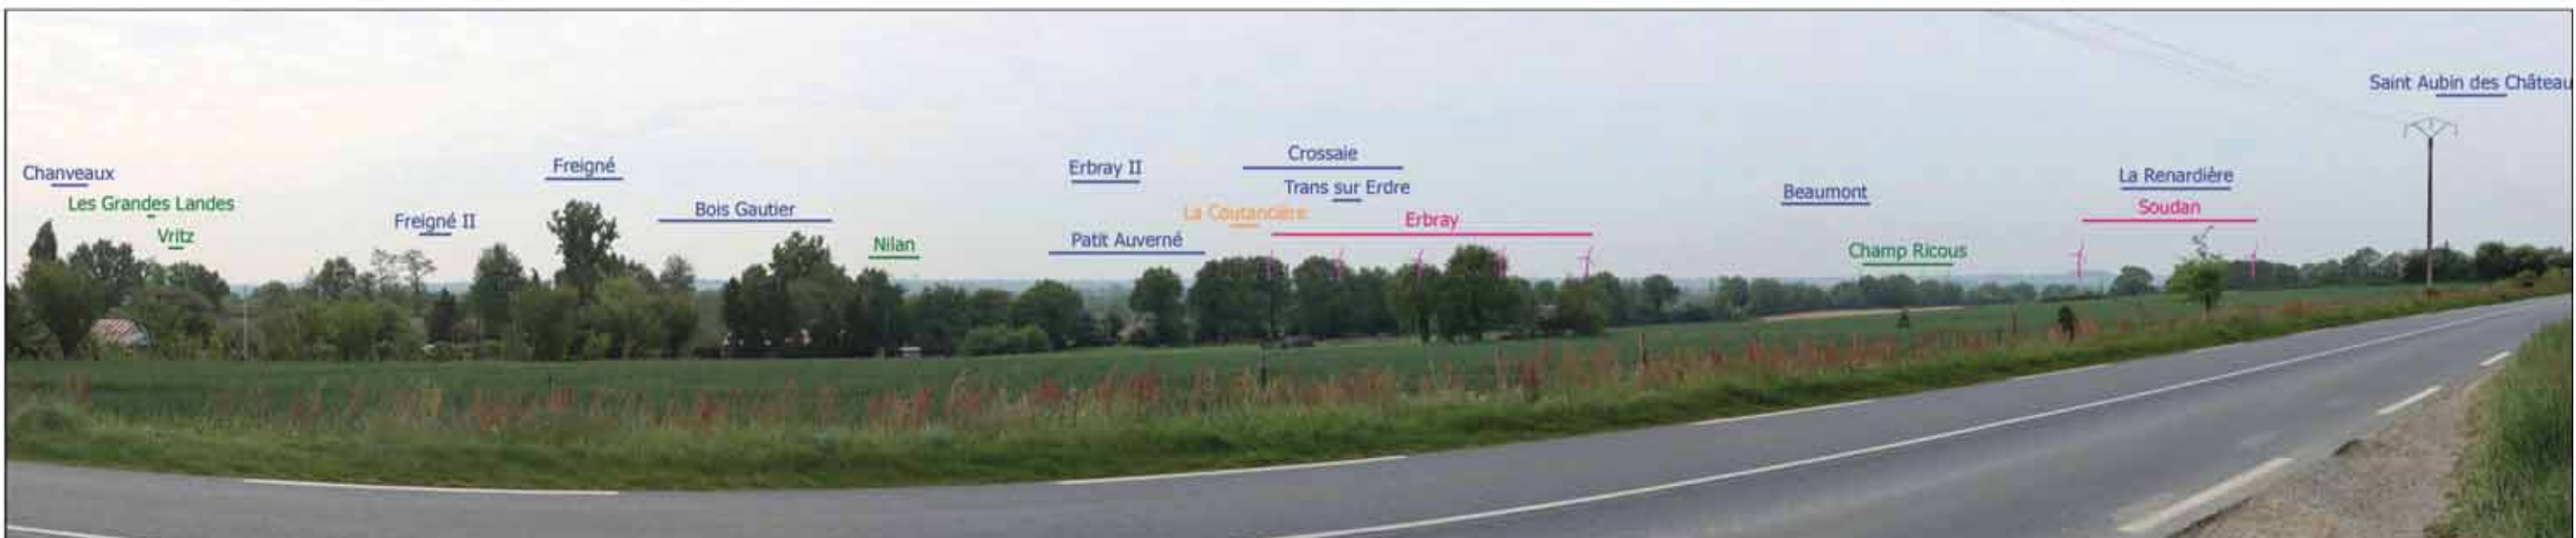 Chanveaux
Les Grandes Landes
Vritz
Freigné II
Freigné
Bois Gautier
Nilan
Erbray II
Patit Auverné
La Coutancière
Crossaie
Trans sur Erdre
Erbray
Beaumont
Champ Ricous
La Renardière
Soudan
Saint Aubin des Château